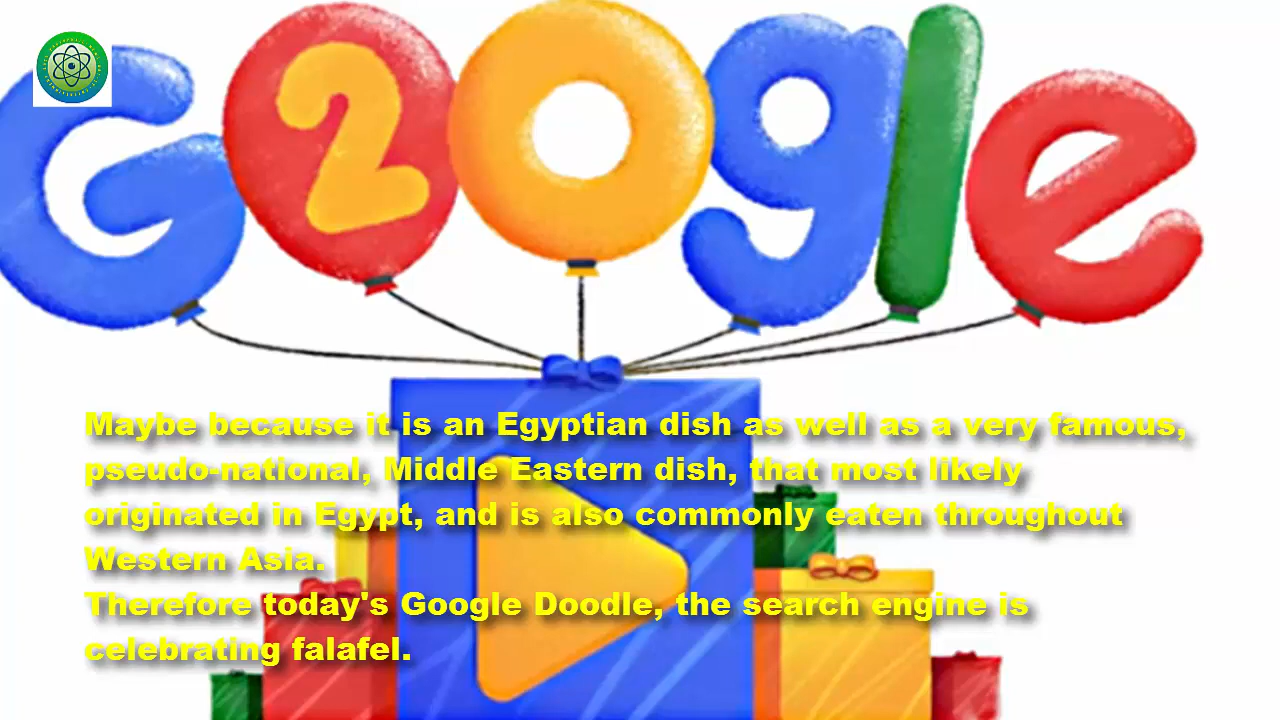 G2OgLe
Maybe because it is an Egyptian dish as well as a very famous,
pseudo-national, Middle Eastern dish, that most likely
originated in Egypt, and is also commonly eaten throughout
Western Asia.
Therefore today's Google Doodle, the search engine is
celebrating falafel.